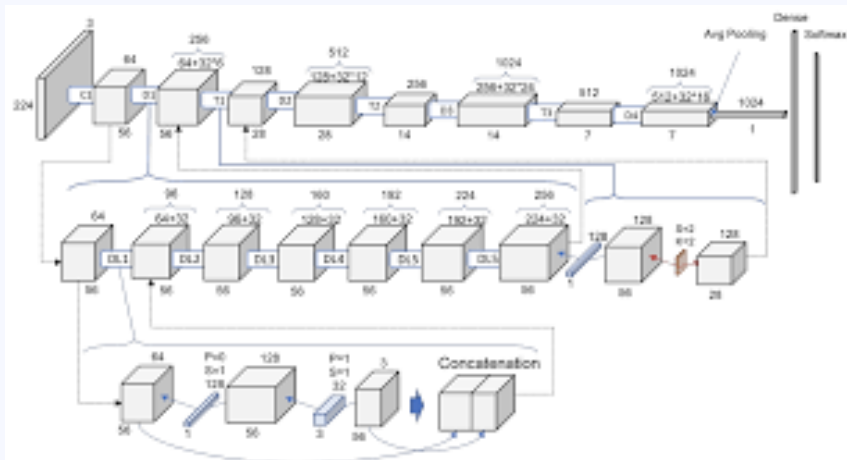 3
224
C1
64
56
D1
256
64+32*6
56
T1
128
28
D2
512
128+32*12
28
T2
256
14
D3
1024
256+32*24
14
T3
512
7
D4
1024
512+32*16
7
Avg Pooling
1024
1
Dense
Softmax
64
56
DL1
96
64+32
56
DL2
128
96+32
56
DL3
160
128+32
56
DL4
192
160+32
56
DL5
224
192+32
56
256
224+32
56
128
1
128
56
S=2
128
28
64
56
P=0
S=1
128
1
128
56
P=1
S=1
32
3
56
Concatenation